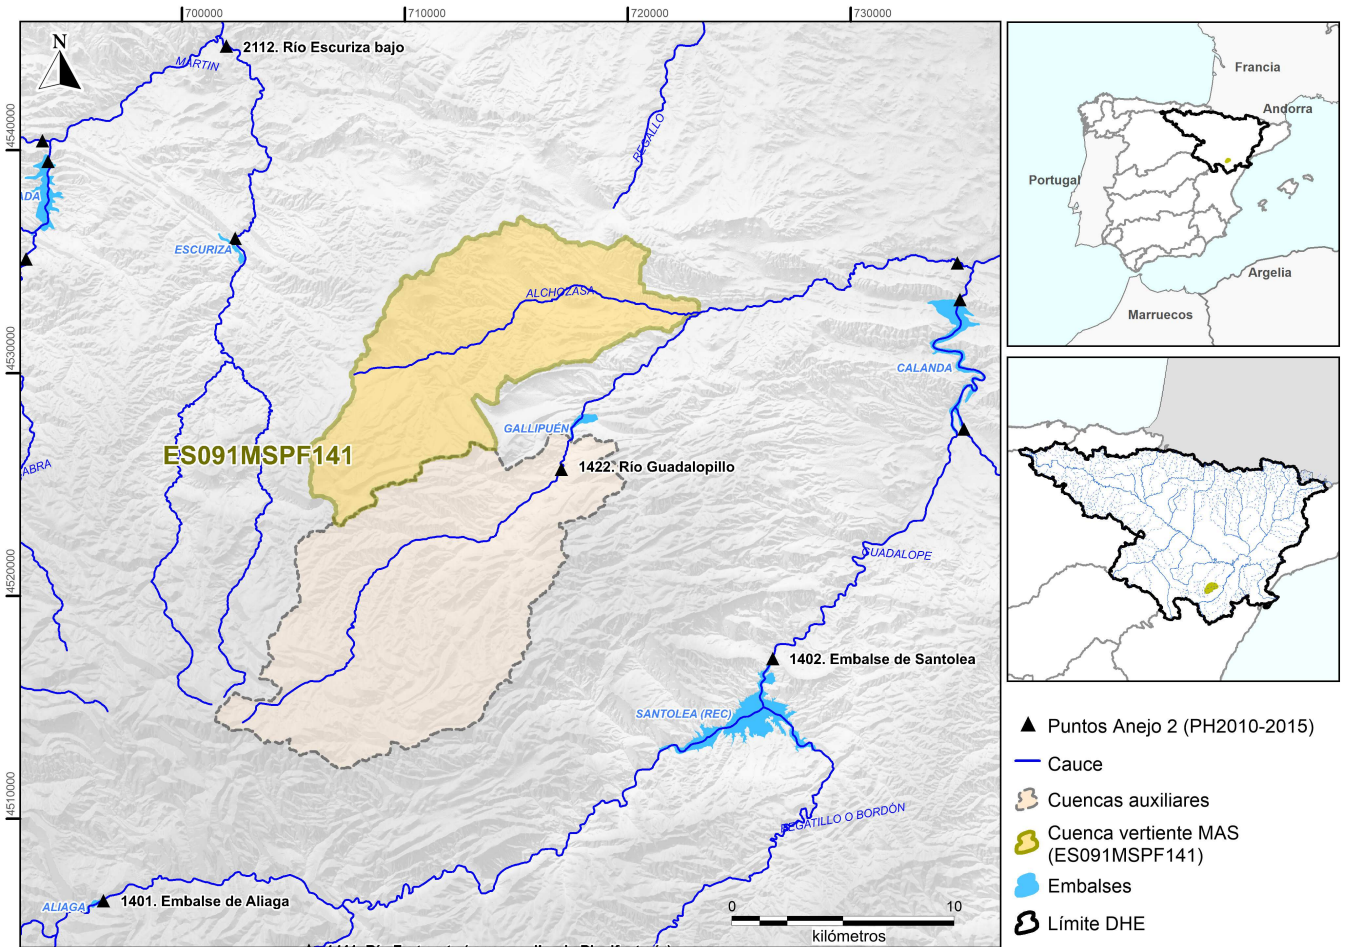 700000
710000
720000
730000
N
2112. Río Escuriza bajo
MARTIN
REGALLO
4540000
ADA
ESCURIZA
ALCHOZASA
4530000
CALANDA
GALLIPUÉN
ES091MSPF141
1422. Río Guadalopillo
ABRA
GUADALOPE
4520000
1402. Embalse de Santolea
SANTOLEA (REC)
4510000
BORDÓN
ALIAGA
1401. Embalse de Aliaga
0
10
kilómetros
Francia
Andorra
Portugal
Argelia
Marruecos
Puntos Anejo 2 (PH2010-2015)
Cauce
Cuencas auxiliares
Cuenca vertiente MAS
(ES091MSPF141)
Embalses
Límite DHE